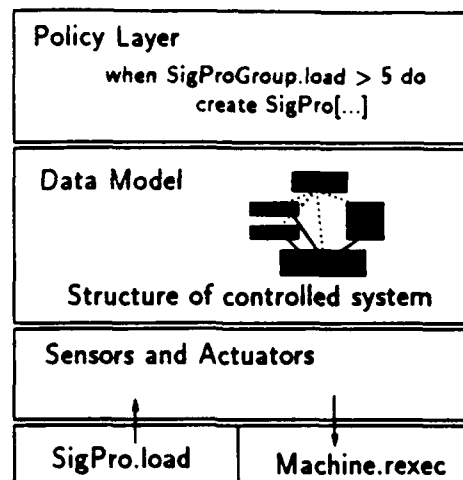 Policy Layer
when SigProGroup.load > 5 do
create SigPro[...]
Data Model
Structure of controlled system
Sensors and Actuators
SigPro.load
Machine.rexec